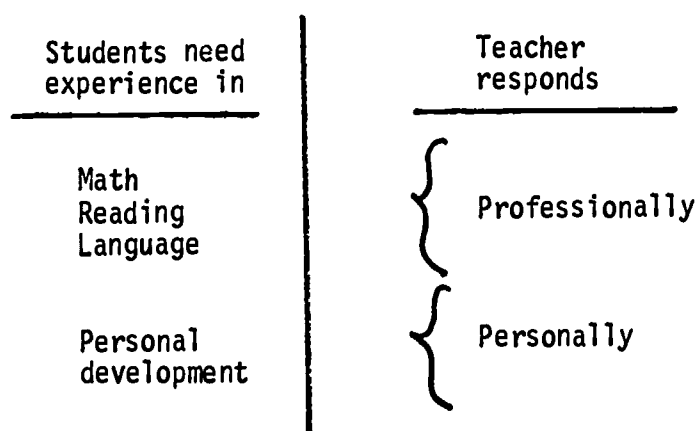 Students need
experience in
Teacher
responds
Math
Reading
Language
Professionally
Personal
development
Personally